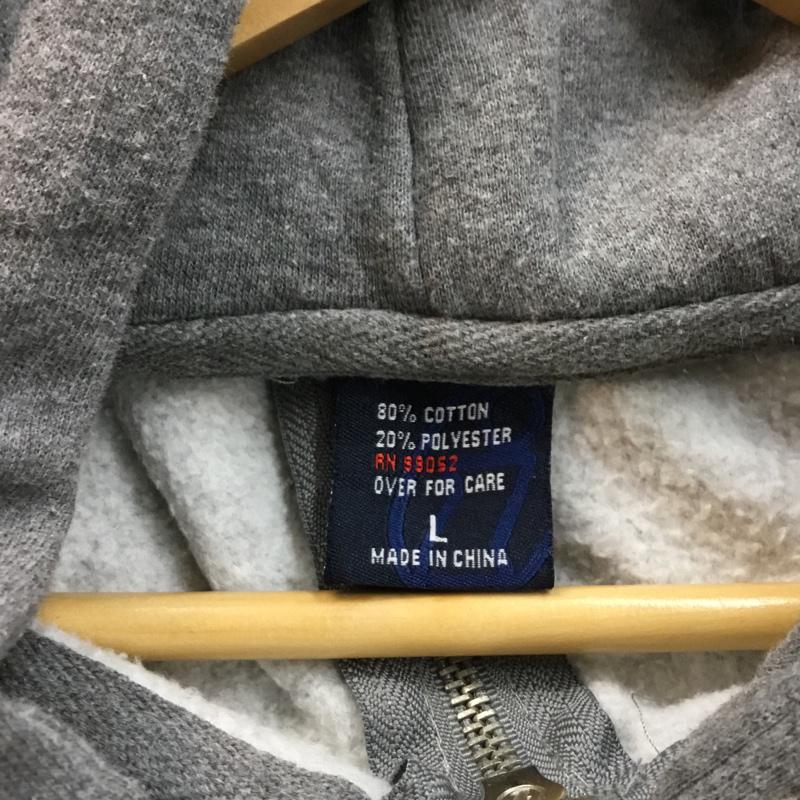 80% COTTON
20% POLYESTER
RN 93052
OVER FOR CARE
L
MADE IN CHINA